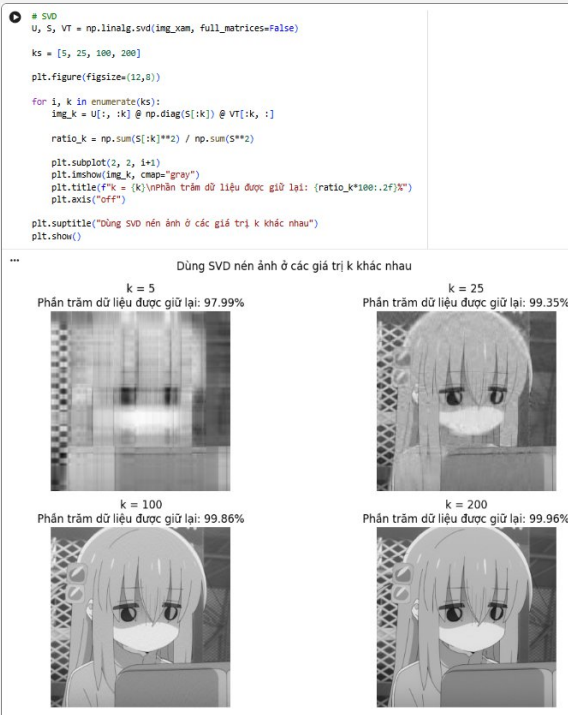 # SVD
U, S, VT = np.linalg.svd(img_xam, full_matrices=False)
ks = [5, 25, 100, 200]
plt.figure(figsize=(12,8))
for i, k in enumerate(ks):
    img_k = U[:, :k] @ np.diag(S[:k]) @ VT[:k, :]
    ratio_k = np.sum(S[:k]**2) / np.sum(S**2)
    plt.subplot(2, 2, i+1)
    plt.imshow(img_k, cmap="gray")
    plt.title(f"k = {k}\nPhần trăm dữ liệu được giữ lại: {ratio_k*100:.2f}%")
    plt.axis("off")
plt.suptitle("Dùng SVD nén ảnh ở các giá trị k khác nhau")
plt.show()
...
Dùng SVD nén ảnh ở các giá trị k khác nhau
k = 5
Phần trăm dữ liệu được giữ lại: 97.99%
k = 25
Phần trăm dữ liệu được giữ lại: 99.35%
k = 100
Phần trăm dữ liệu được giữ lại: 99.86%
k = 200
Phần trăm dữ liệu được giữ lại: 99.96%